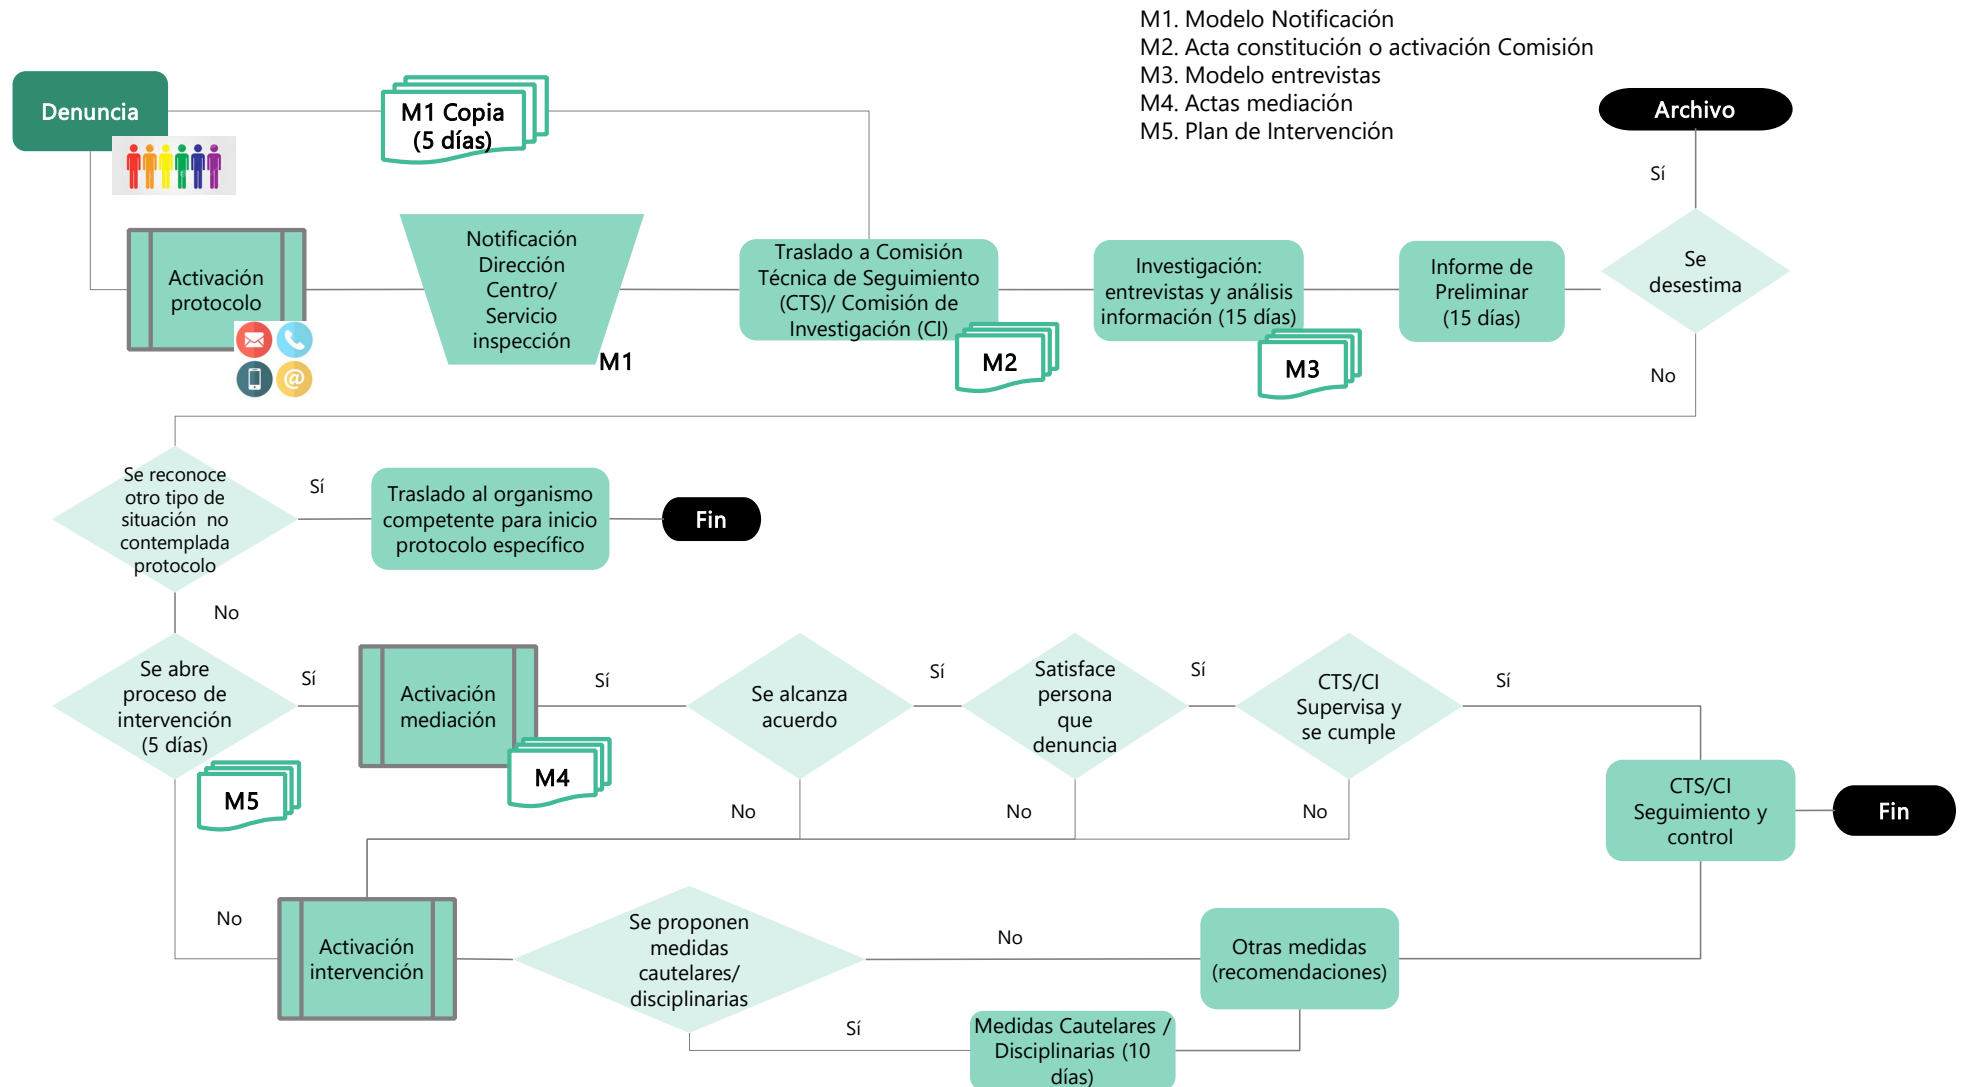 M1. Modelo Notificación
M2. Acta constitución o activación Comisión
M3. Modelo entrevistas
M4. Actas mediación
M5. Plan de Intervención
Denuncia
M1 Copia
(5 días)
Archivo
Sí
Activación
protocolo
@
Notificación
Dirección
Centro/
Servicio
inspección
M1
Traslado a Comisión
Técnica de Seguimiento
(CTS)/ Comisión de
Investigación (CI)
M2
Investigación:
entrevistas y análisis
información (15 días)
M3
Informe de
Preliminar
(15 días)
Se
desestima
No
Se reconoce
otro tipo de
situación no
contemplada
protocolo
Sí
Traslado al organismo
competente para inicio
protocolo específico
Fin
No
Se abre
proceso de
intervención
(5 días)
M5
Sí
Activación
mediación
M4
Sí
Se alcanza
acuerdo
Sí
Satisface
persona
que
denuncia
Sí
CTS/CI
Supervisa y
se cumple
Sí
No
No
No
CTS/CI
Seguimiento y
control
Fin
No
Activación
intervención
Se proponen
medidas
cautelares/
disciplinarias
No
Otras medidas
(recomendaciones)
Sí
Medidas Cautelares /
Disciplinarias (10
días)